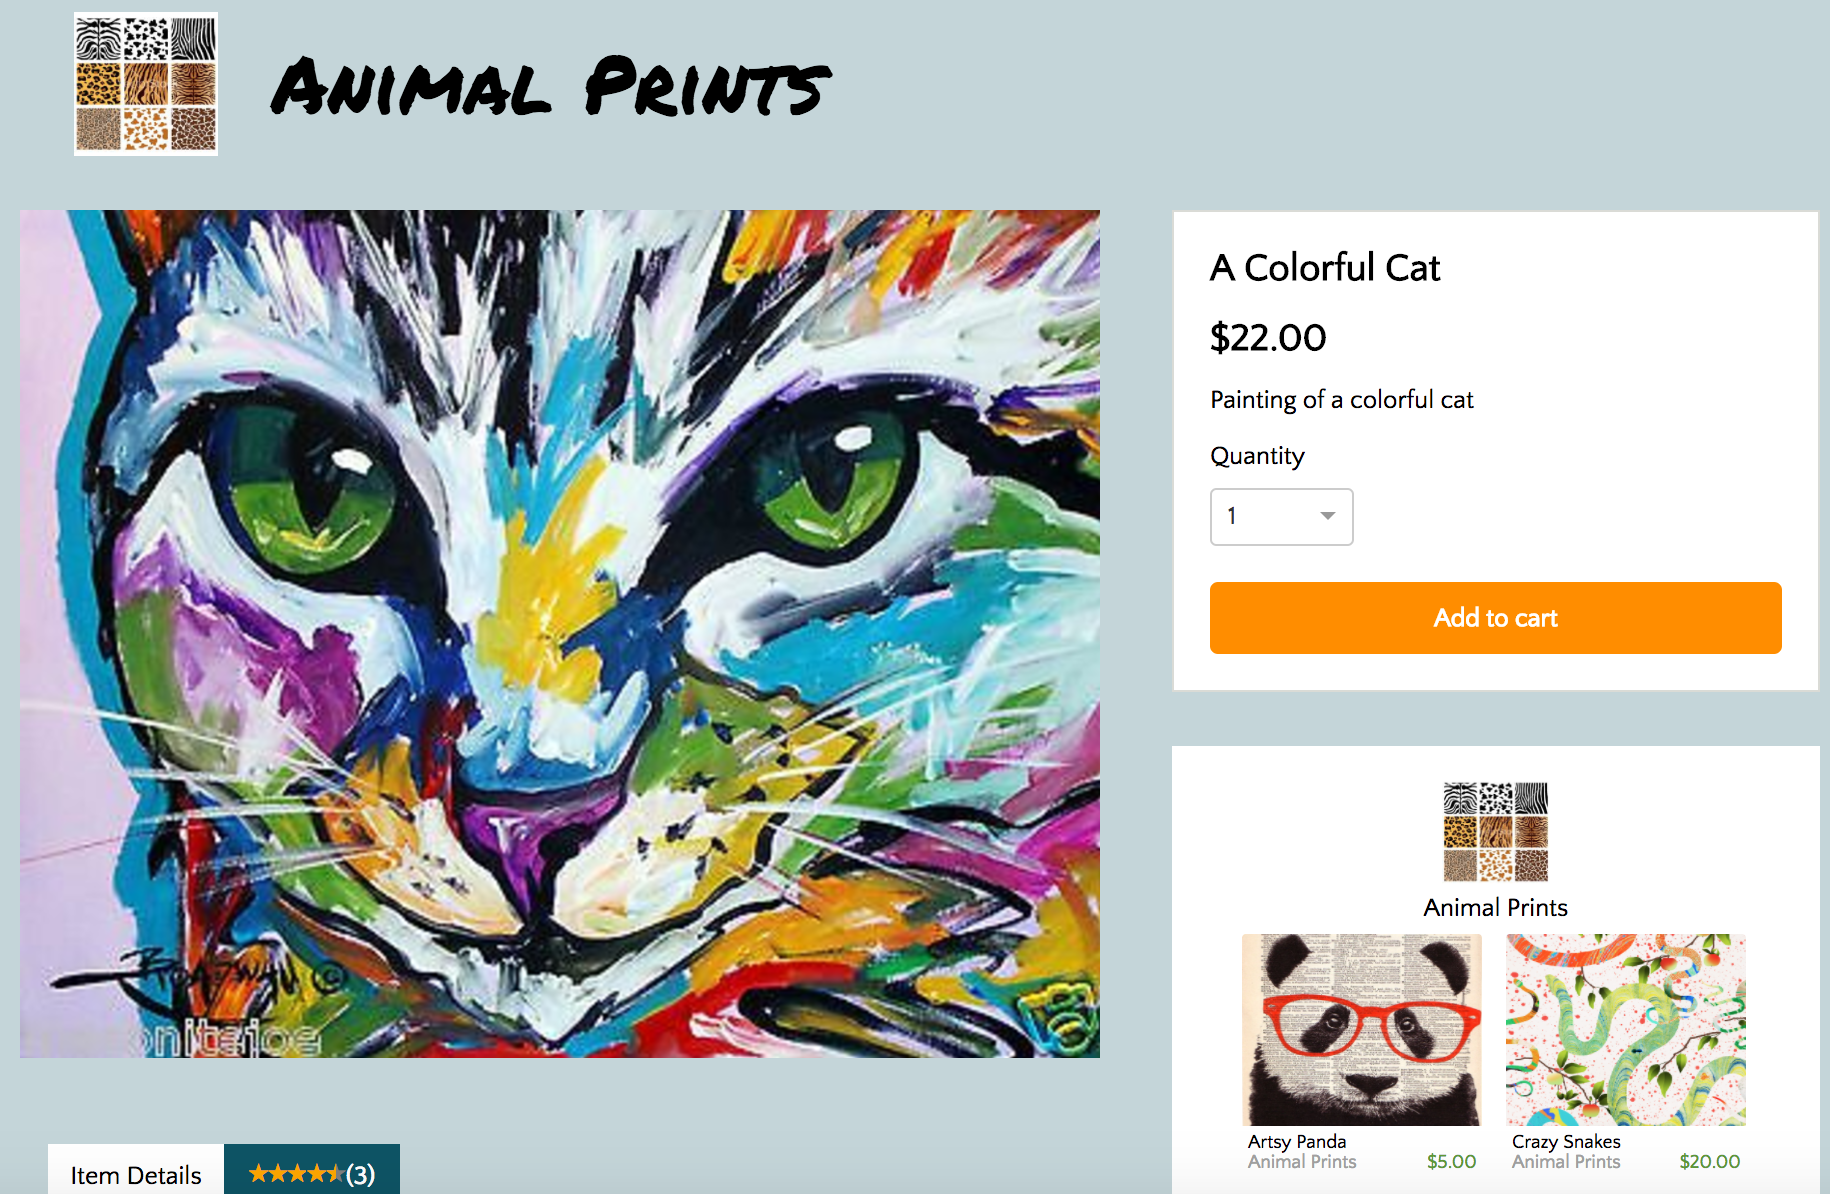 Animal Prints
A Colorful Cat
$22.00
Painting of a colorful cat
Quantity
1
Add to cart
Animal Prints
Artsy Panda
Animal Prints
$5.00
Crazy Snakes
Animal Prints
$20.00
Item Details
(3)